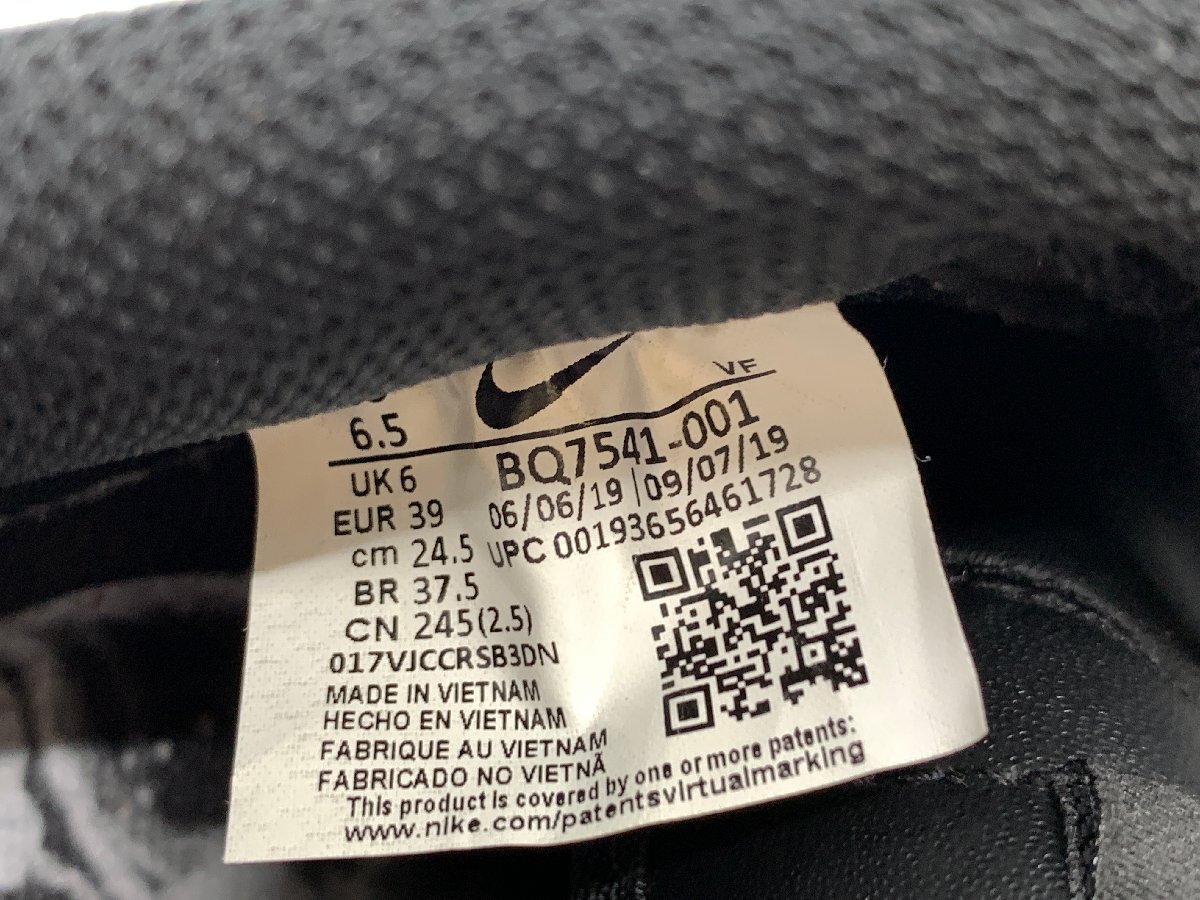 VF
6.5
BQ7541-001
UK 6
06/06/19 | 09/07/19
EUR 39
UPC 00193656461728
cm 24.5
BR 37.5
CN 245(2.5)
017VJCCRSB3DN
MADE IN VIETNAM
HECHO EN VIETNAM
FABRIQUE AU VIETNAM
FABRICADO NO VIETNÃ
This product is covered by one or more patents:
www.nike.com/patentsvirtualmarking